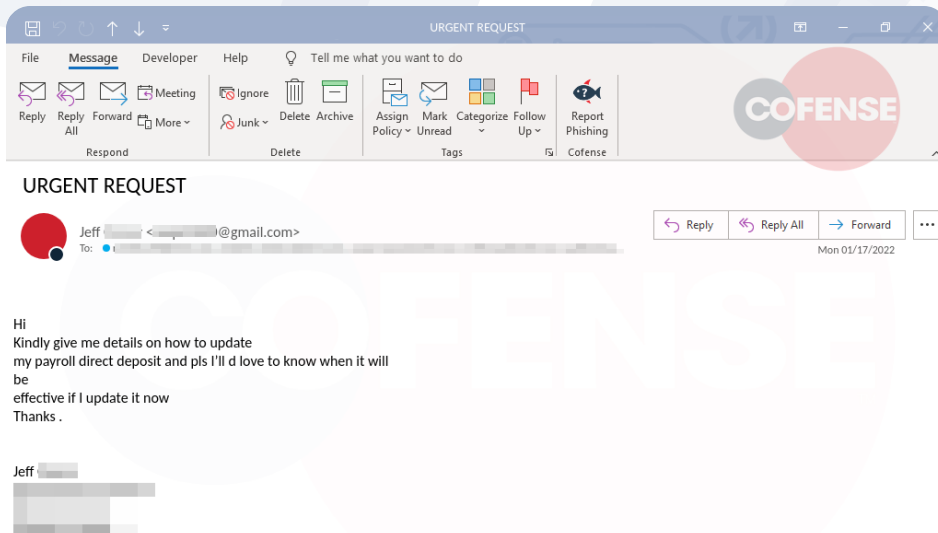 URGENT REQUEST
File Message Developer Help Tell me what you want to do
Reply Reply All Forward Meeting More
Ignore Junk Delete Archive
Assign Policy Mark Unread Categorize Follow Up
Report Phishing
Respond Delete Tags Cofense
COFENSE
URGENT REQUEST
Jeff < @gmail.com>
To:
Reply Reply All Forward ...
Mon 01/17/2022
COFENSE
Hi
Kindly give me details on how to update
my payroll direct deposit and pls I'll d love to know when it will
be
effective if I update it now
Thanks .
Jeff